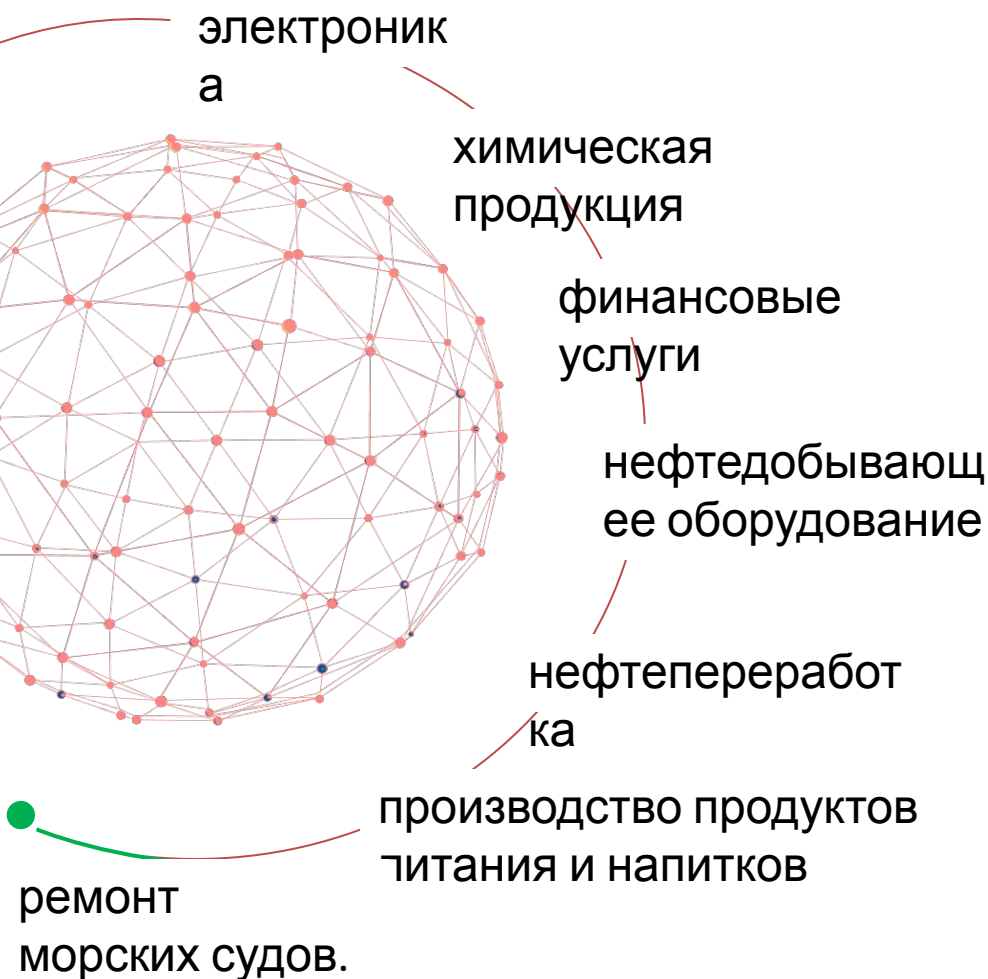 электроник
а
химическая
продукция
финансовые
услуги
нефтедобывающ
ее оборудование
нефтепереработ
ка
производство продуктов
питания и напитков
ремонт
морских судов.